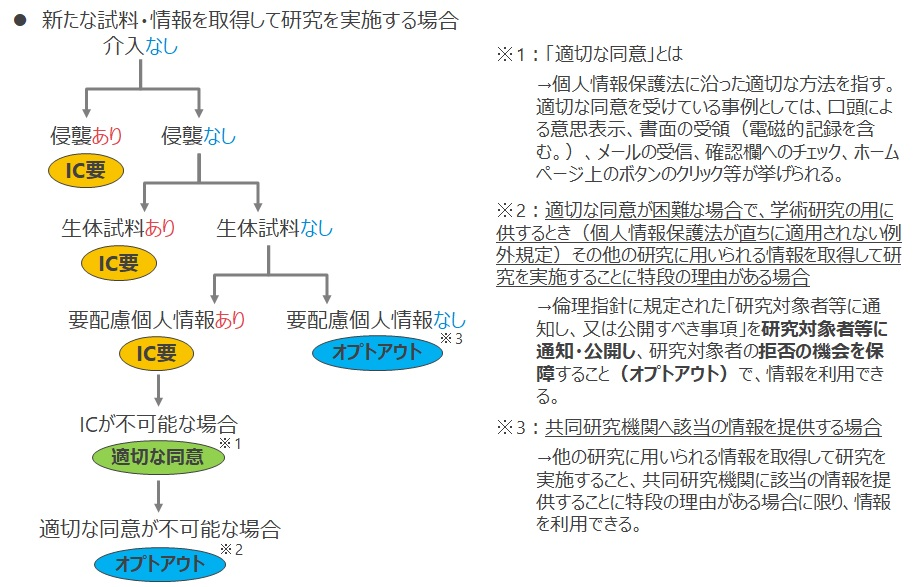 ● 新たな試料・情報を取得して研究を実施する場合
介入なし
侵襲あり
侵襲なし
IC要
生体試料あり
生体試料なし
IC要
要配慮個人情報あり
要配慮個人情報なし
※3
IC要
オプトアウト
ICが不可能な場合
※1
適切な同意
適切な同意が不可能な場合
※2
オプトアウト
※1：「適切な同意」とは
→個人情報保護法に沿った適切な方法を指す。
適切な同意を受けている事例としては、口頭によ
る意思表示、書面の受領（電磁的記録を含
む。）、メールの受信、確認欄へのチェック、ホーム
ページ上のボタンのクリック等が挙げられる。
※2：適切な同意が困難な場合で、学術研究の用に
供するとき（個人情報保護法が直ちに適用されない例
外規定）その他の研究に用いられる情報を取得して研
究を実施することに特段の理由がある場合
→倫理指針に規定された「研究対象者等に通
知し、又は公開すべき事項」を研究対象者等に
通知・公開し、研究対象者の拒否の機会を保
障すること（オプトアウト）で、情報を利用でき
る。
※3：共同研究機関へ該当の情報を提供する場合
→他の研究に用いられる情報を取得して研究を
実施すること、共同研究機関に該当の情報を提
供することに特段の理由がある場合に限り、情報
を利用できる。